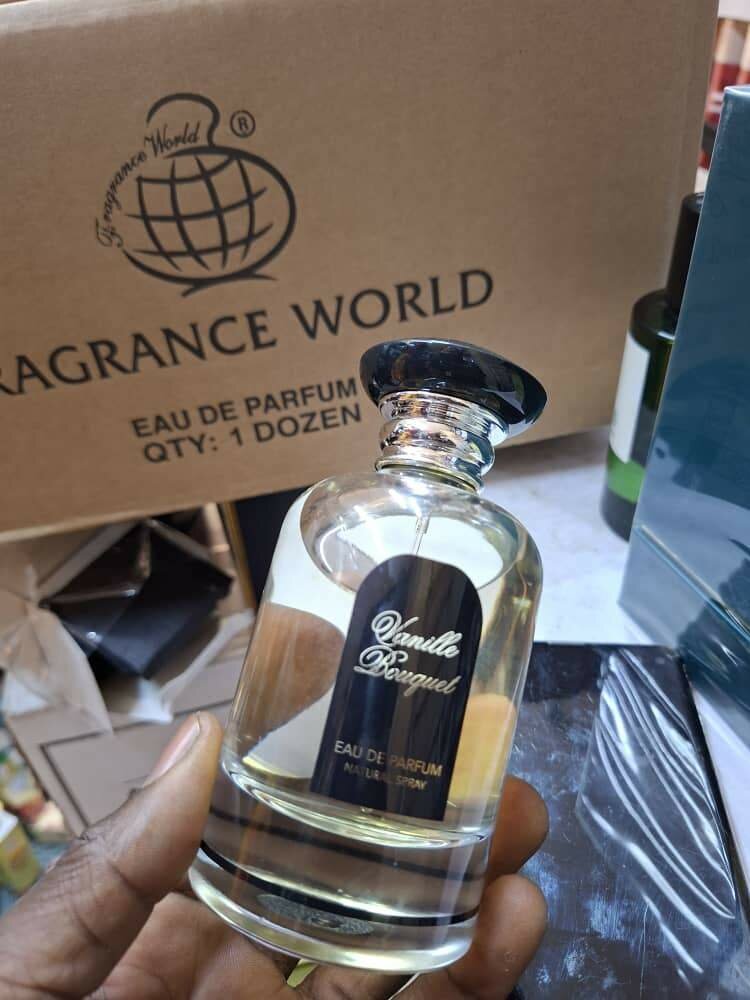 Fragrance World ®
RAGRANCE WORLD
EAU DE PARFUM
QTY: 1 DOZEN
Vanille
Bouquet
EAU DE PARFUM
NATURAL SPRAY